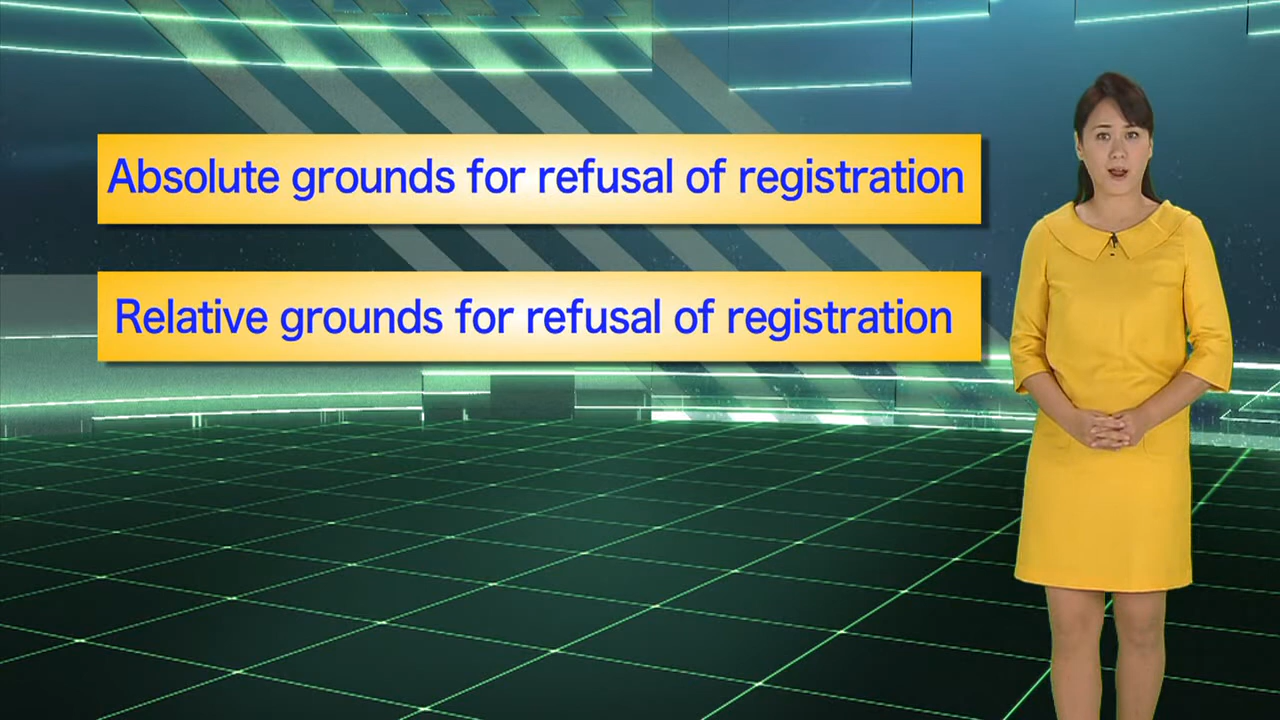 Absolute grounds for refusal of registration
Relative grounds for refusal of registration